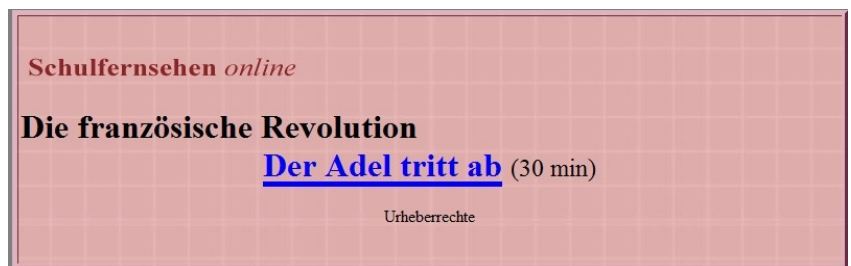 Schulfernsehen online
Die französische Revolution
Der Adel tritt ab (30 min)
Urheberrechte